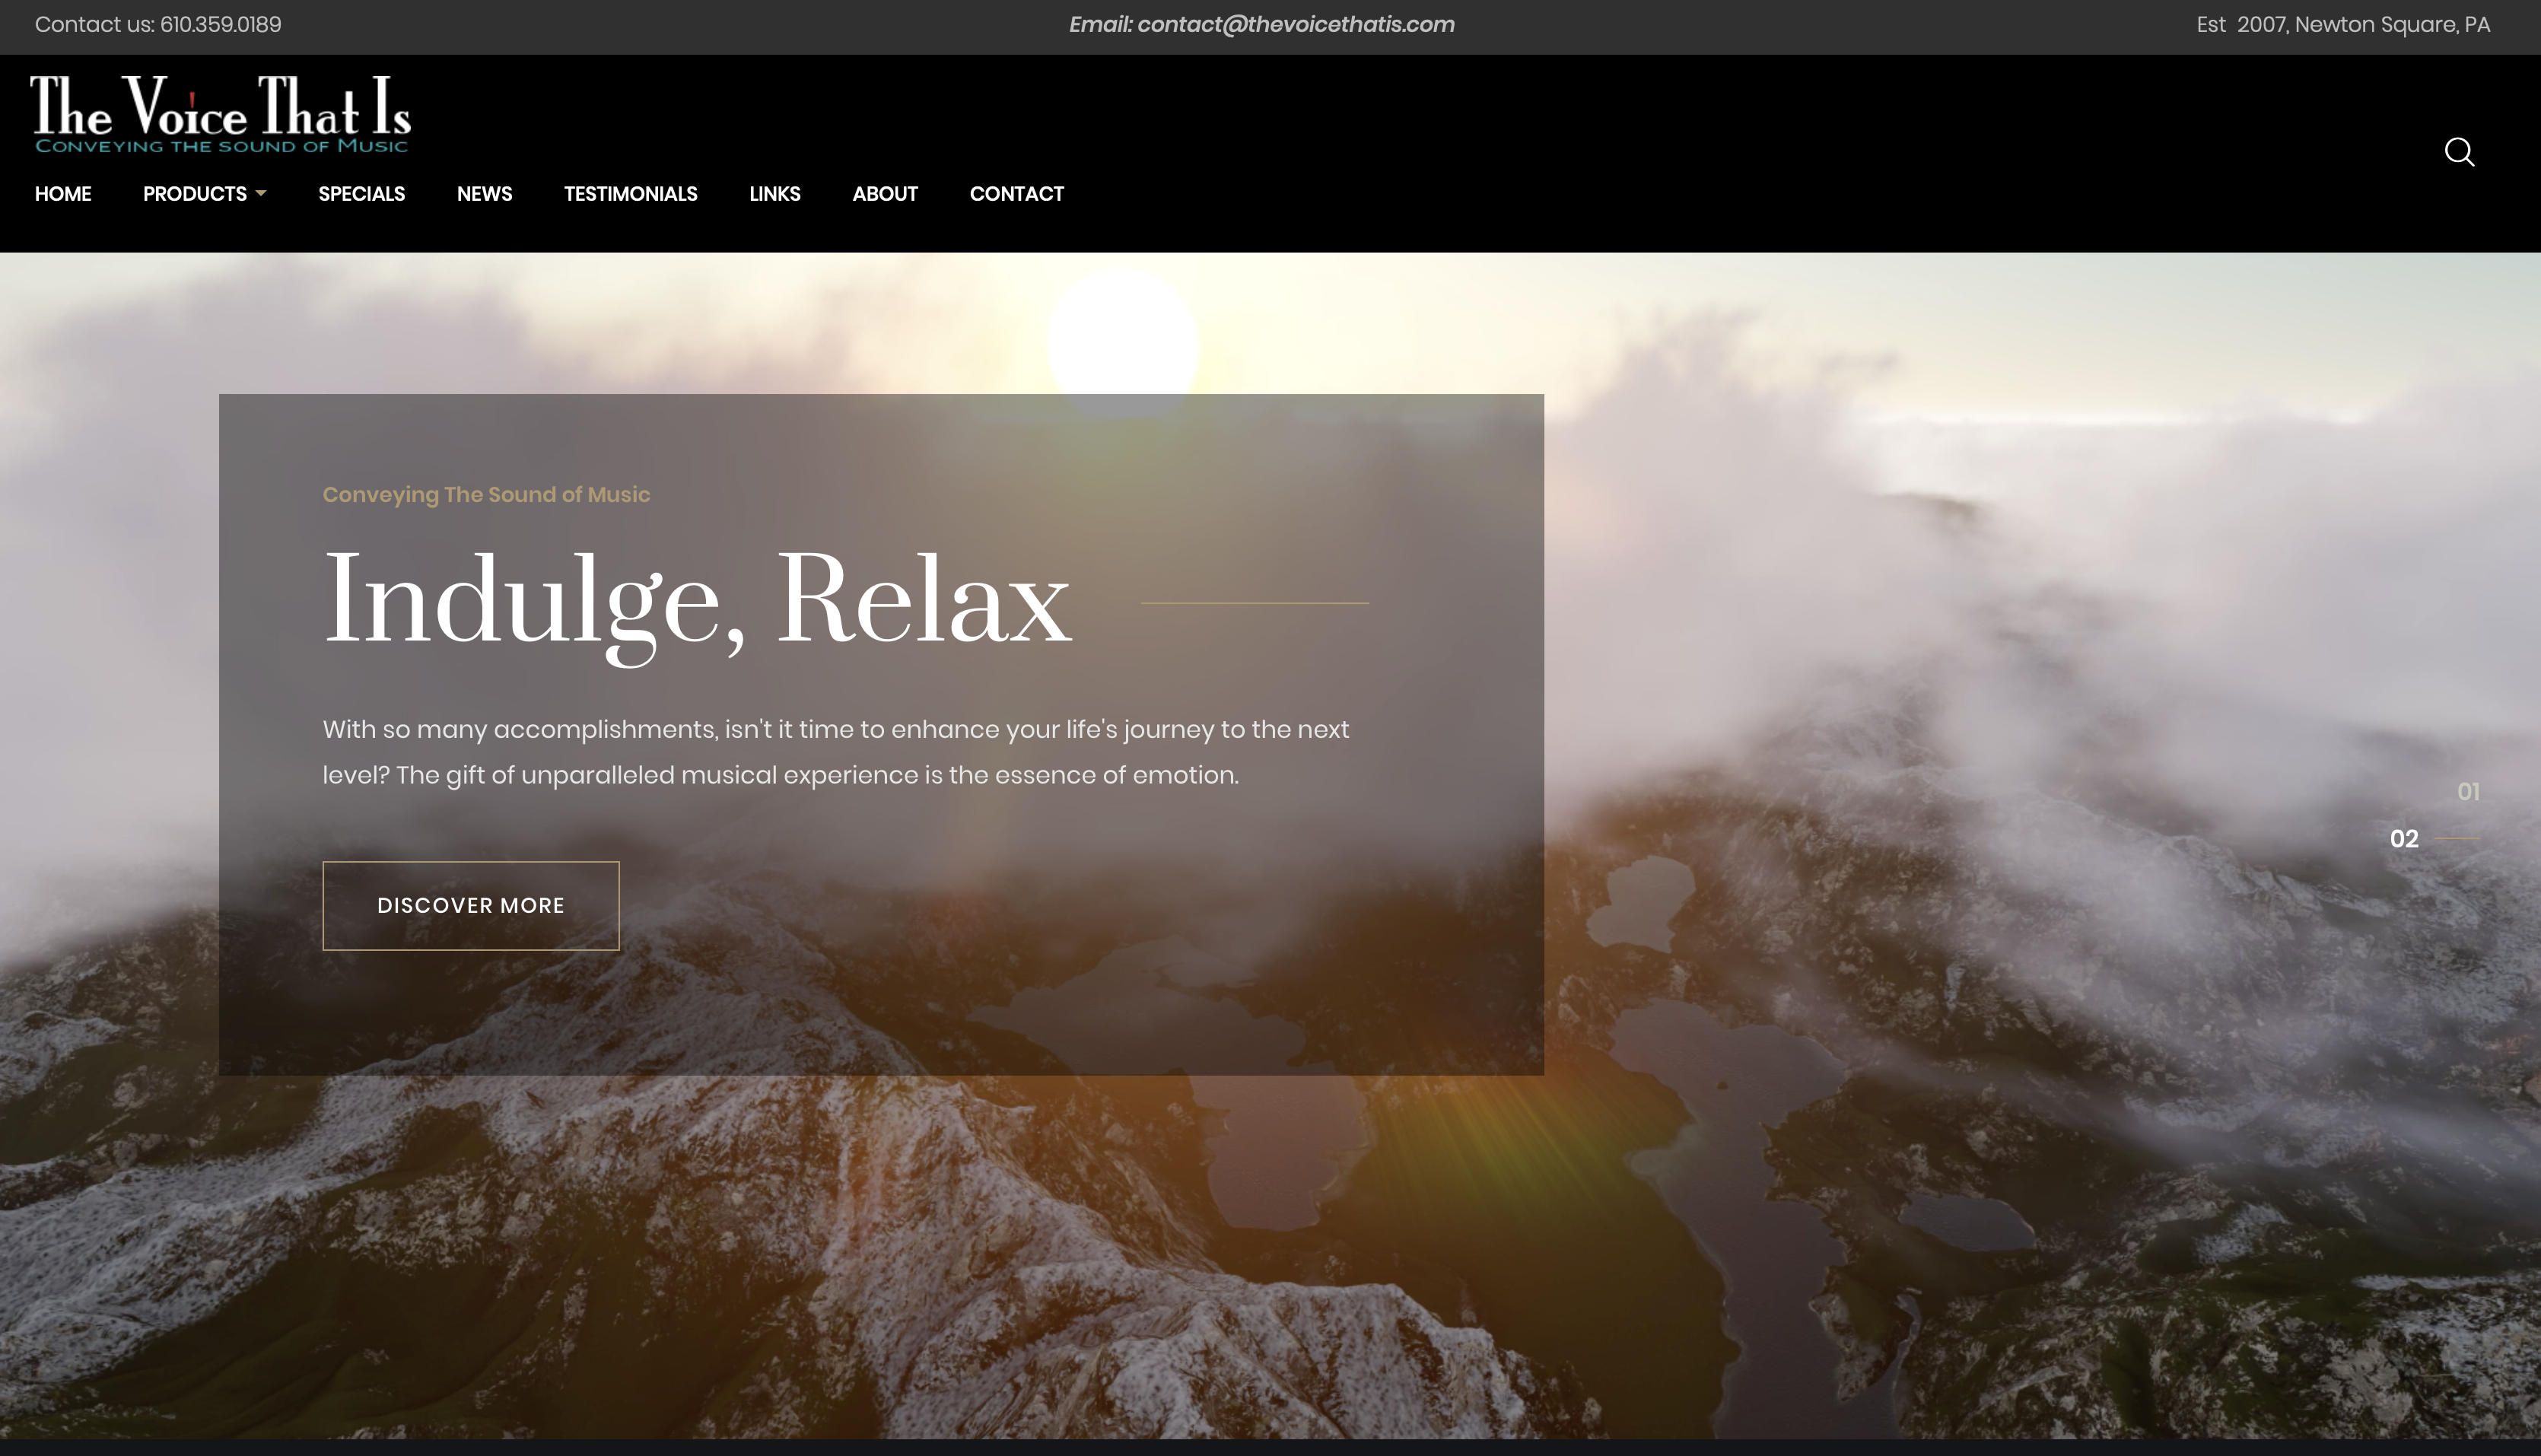 Contact us: 610.359.0189
Email: contact@thevoicethatis.com
Est 2007, Newton Square, PA
The Voice That Is
Conveying the sound of Music
HOME PRODUCTS SPECIALS NEWS TESTIMONIALS LINKS ABOUT CONTACT
Conveying The Sound of Music
Indulge, Relax
With so many accomplishments, isn't it time to enhance your life's journey to the next
level? The gift of unparalleled musical experience is the essence of emotion.
01
02
DISCOVER MORE